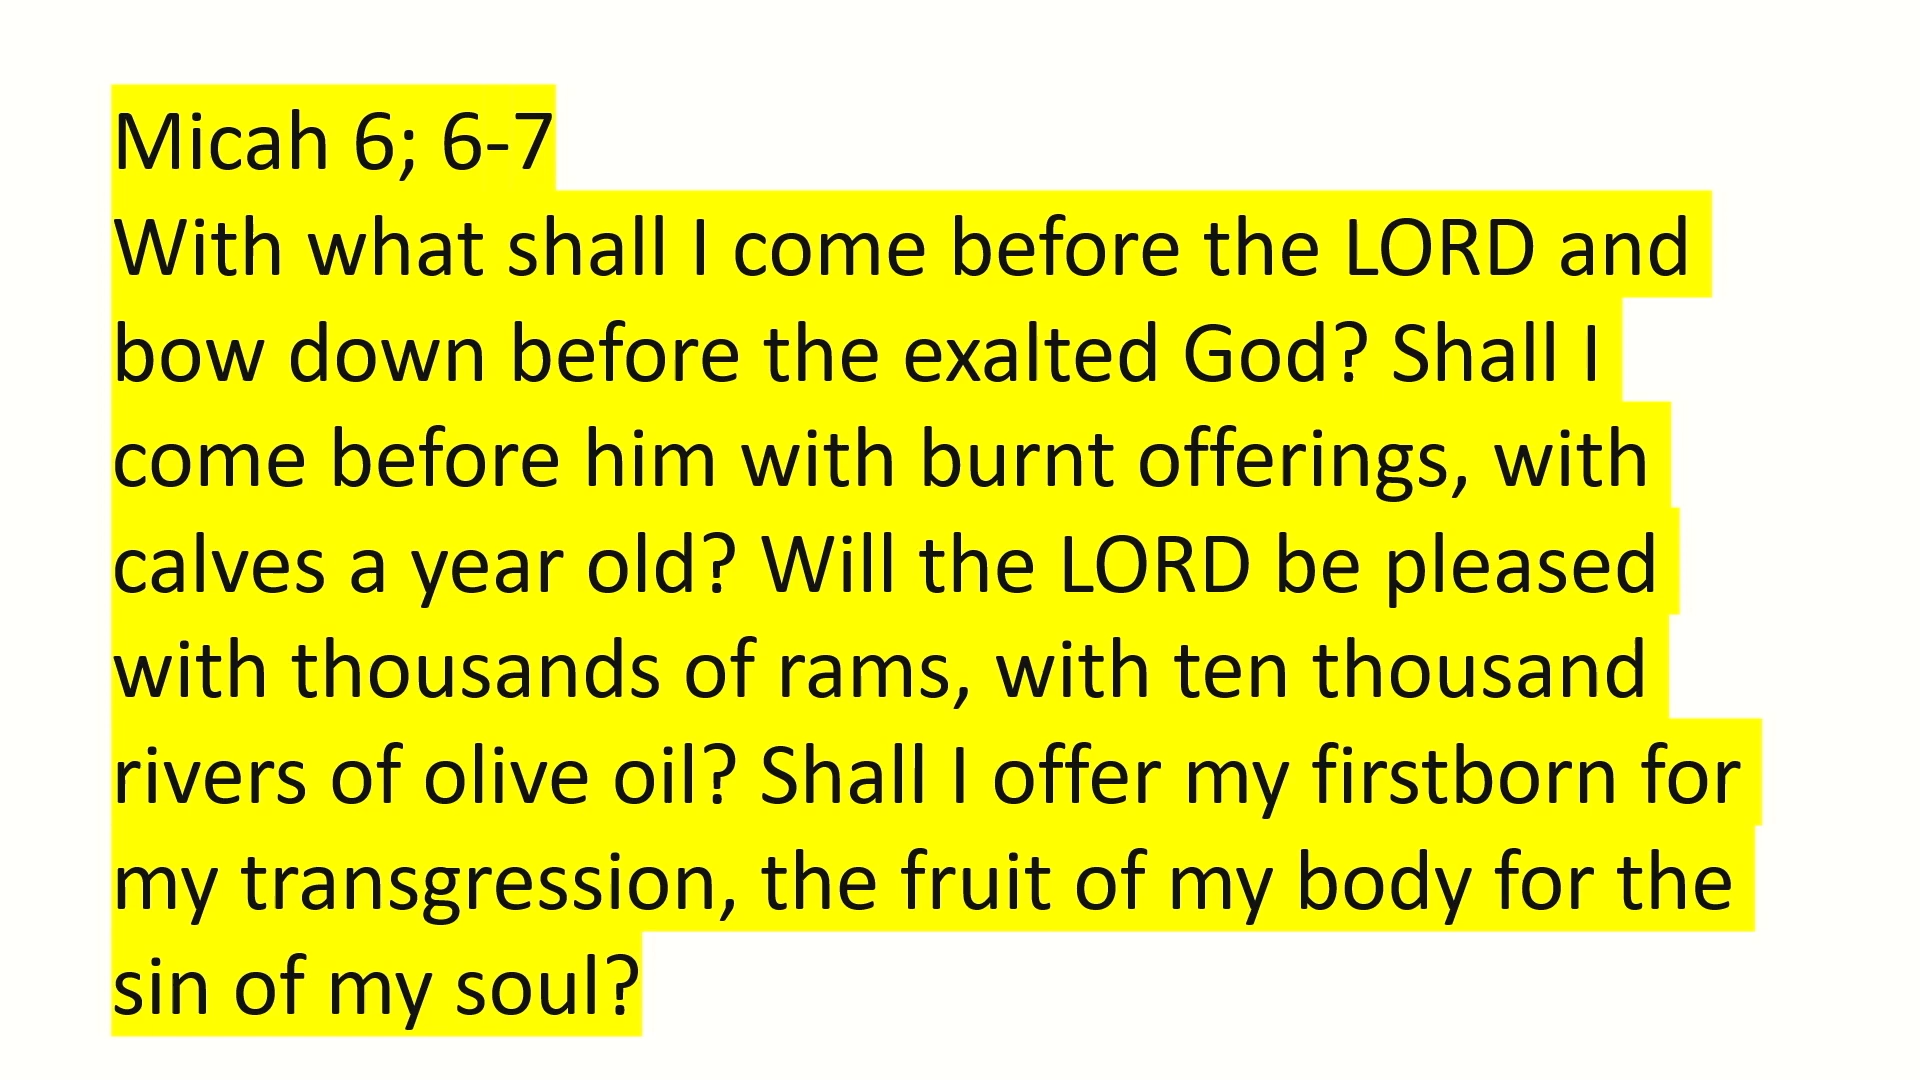 Micah 6; 6-7
With what shall I come before the LORD and
bow down before the exalted God? Shall I
come before him with burnt offerings, with
calves a year old? Will the LORD be pleased
with thousands of rams, with ten thousand
rivers of olive oil? Shall I offer my firstborn for
my transgression, the fruit of my body for the
sin of my soul?